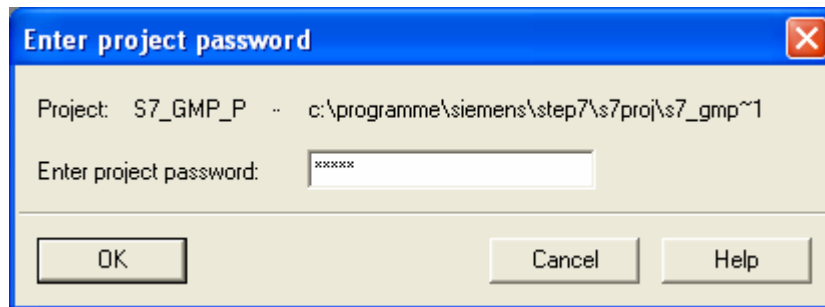 Enter project password
Project: S7_GMP_P -- c:\programme\siemens\step7\s7proj\s7_gmp~1
Enter project password: *****
OK Cancel Help